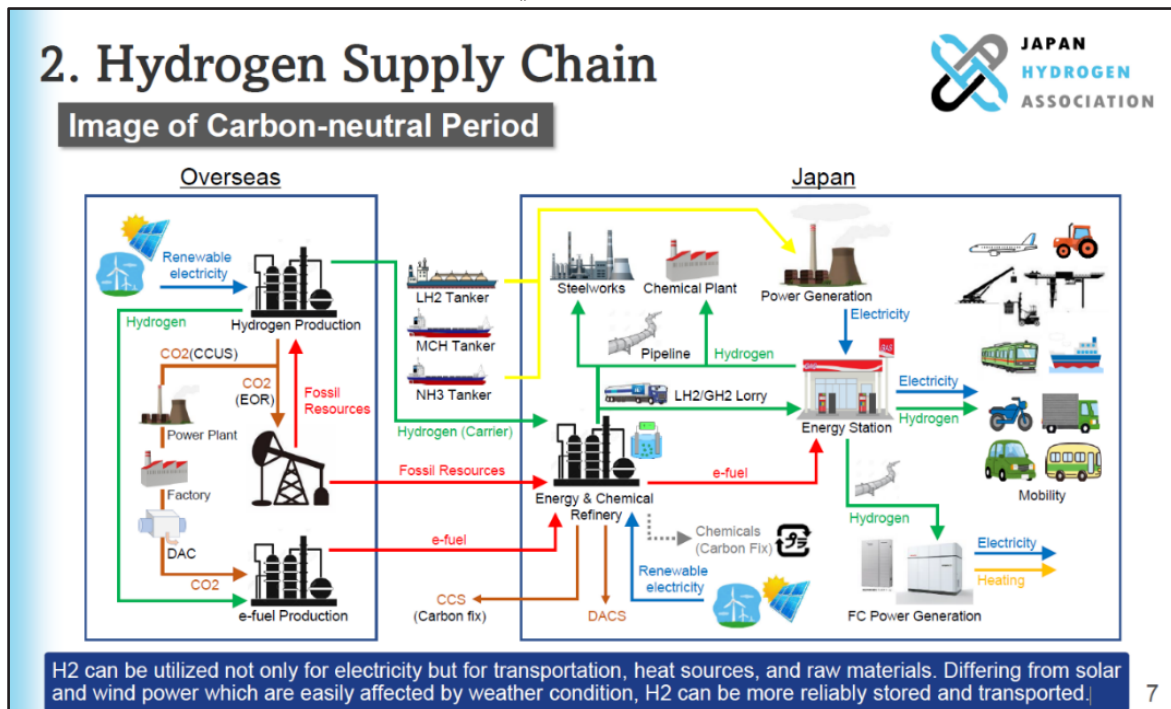 2. Hydrogen Supply Chain
JAPAN
HYDROGEN
ASSOCIATION
Image of Carbon-neutral Period
Overseas
Japan
Renewable
electricity
Hydrogen
Hydrogen Production
CO2(CCUS)
CO2
(EOR)
Fossil
Resources
Power Plant
Factory
DAC
CO2
e-fuel Production
LH2 Tanker
MCH Tanker
NH3 Tanker
Hydrogen (Carrier)
Fossil Resources
e-fuel
Steelworks
Chemical Plant
Power Generation
Electricity
Pipeline
Hydrogen
LH2/GH2 Lorry
GAS
Energy Station
Electricity
Hydrogen
Energy & Chemical
Refinery
e-fuel
Mobility
Hydrogen
Chemicals
(Carbon Fix)
プラ
Renewable
electricity
CCS
(Carbon fix)
DACS
FC Power Generation
Electricity
Heating
H2 can be utilized not only for electricity but for transportation, heat sources, and raw materials. Differing from solar
and wind power which are easily affected by weather condition, H2 can be more reliably stored and transported.
7